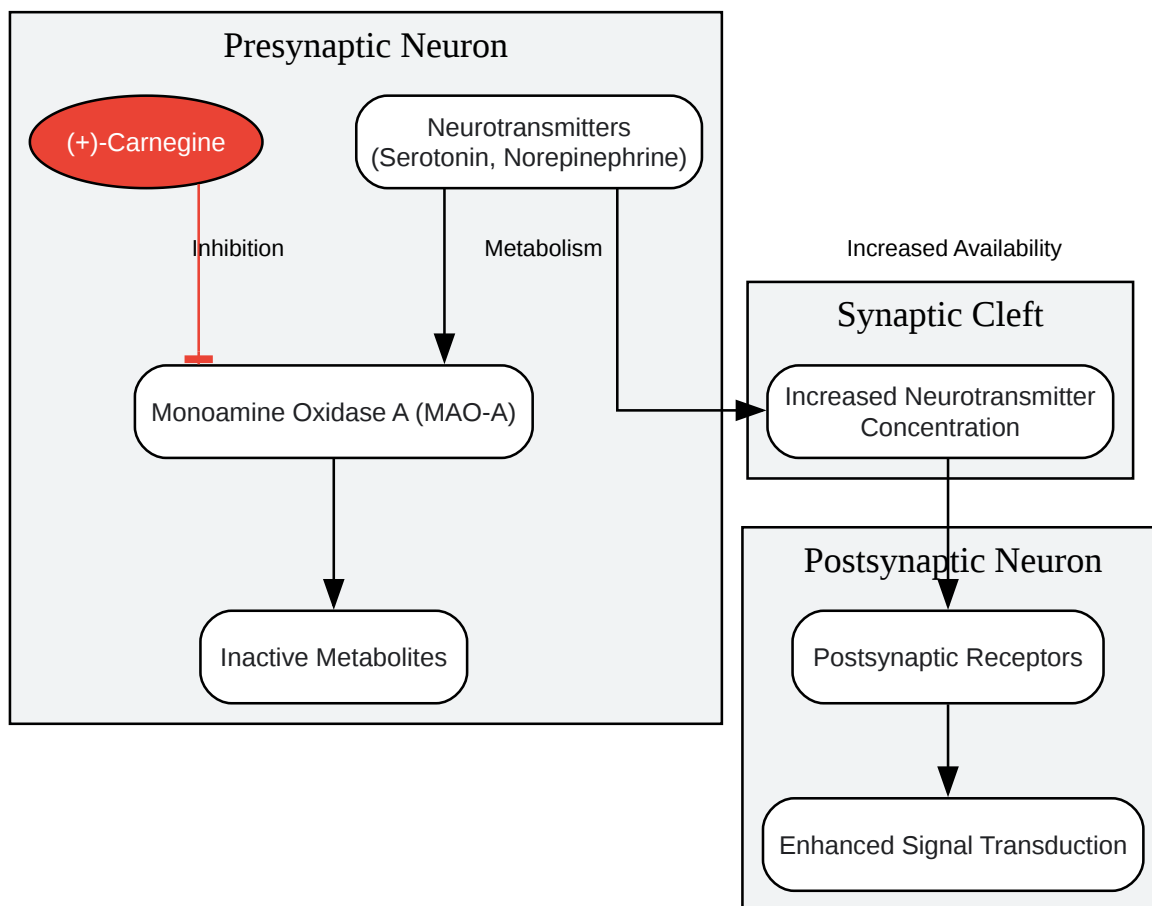 Presynaptic Neuron
(+)-Carnegine
Neurotransmitters
(Serotonin, Norepinephrine)
Inhibition
Metabolism
Increased Availability
Synaptic Cleft
Monoamine Oxidase A (MAO-A)
Increased Neurotransmitter
Concentration
Postsynaptic Neuron
Inactive Metabolites
Postsynaptic Receptors
Enhanced Signal Transduction